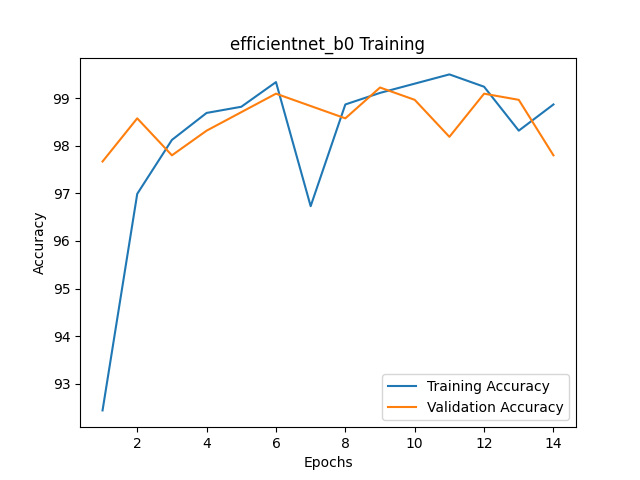 efficientnet_b0 Training
99
98
97
96
95
94
93
Accuracy
2 4 6 8 10 12 14
Epochs
Training Accuracy
Validation Accuracy